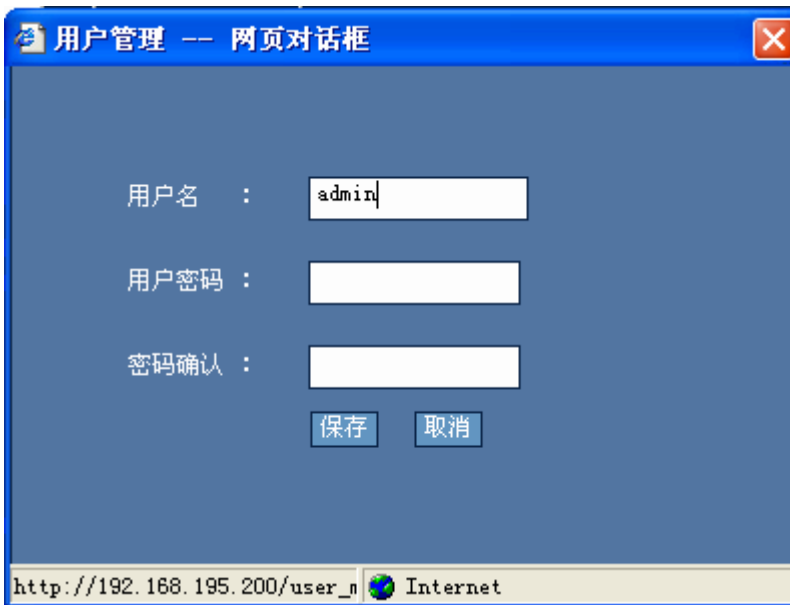 用户管理 -- 网页对话框
用户名 : admin
用户密码 :
密码确认 :
保存 取消
http://192.168.195.200/user_m Internet